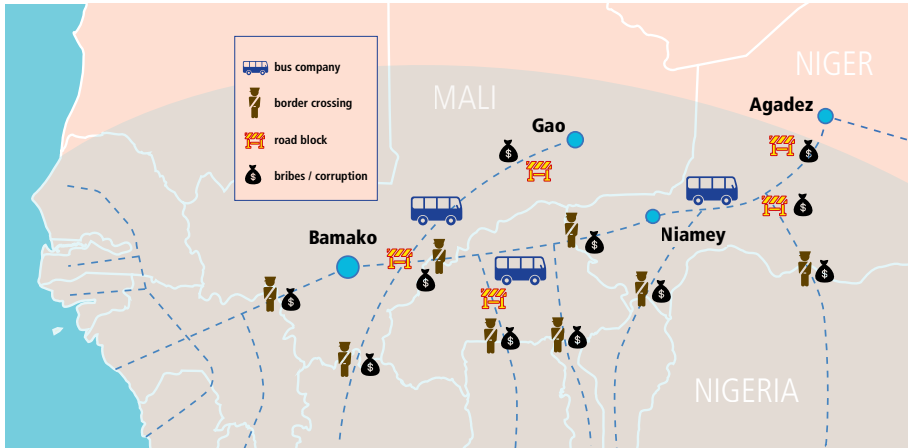 bus company
border crossing
road block
$ bribes / corruption
MALI
NIGER
Agadez
Gao
$
$
$
Bamako
Niamey
$
$
$
$
$
$
$
$
$
NIGERIA